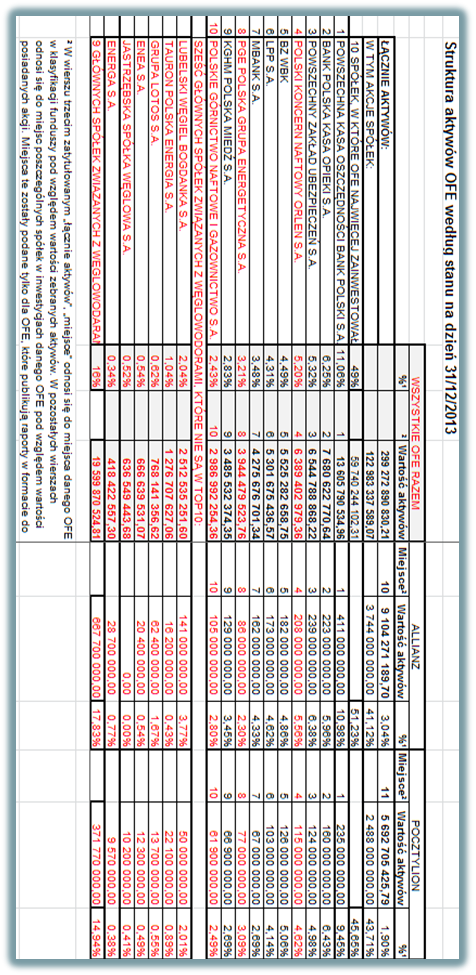 Struktura aktywów OFE według stanu na dzień 31/12/2013
WSZYSTKIE OFE RAZEM ALLIANZ POCZTYLION
%¹ ² Wartość aktywów Miejsce² Wartość aktywów %¹ Miejsce² Wartość aktywów %¹
ŁĄCZNIE AKTYWÓW: 299 272 890 830,21 10 9 104 271 189,70 3,04% 11 5 692 705 425,79 1,90%
W TYM AKCJE SPÓŁEK: 122 983 337 589,07 3 744 000 000,00 41,12% 2 488 000 000,00 43,71%
10 SPÓŁEK, W KTÓRE OFE NAJWIĘCEJ ZAINWESTOWAŁ 49% 59 740 244 102,31 51,23% 45,65%
1 POWSZECHNA KASA OSZCZĘDNOŚCI BANK POLSKI S.A. 11,06% 1 13 605 790 534,96 1 411 000 000,00 10,98% 1 235 000 000,00 9,45%
2 BANK POLSKA KASA OPIEKI S.A. 6,25% 2 7 680 622 770,64 2 223 000 000,00 5,96% 2 160 000 000,00 6,43%
3 POWSZECHNY ZAKŁAD UBEZPIECZEŃ S.A. 5,32% 3 6 544 788 868,22 3 239 000 000,00 6,38% 3 124 000 000,00 4,98%
4 POLSKI KONCERN NAFTOWY ORLEN S.A. 5,20% 4 6 389 402 979,36 4 208 000 000,00 5,56% 4 115 000 000,00 4,62%
5 BZ WBK 4,49% 5 5 525 282 658,75 5 182 000 000,00 4,86% 5 126 000 000,00 5,06%
6 LPP S.A. 4,31% 6 5 301 675 436,57 6 173 000 000,00 4,62% 6 103 000 000,00 4,14%
7 MBANK S.A. 3,48% 7 4 275 676 701,34 7 162 000 000,00 4,33% 7 67 000 000,00 2,69%
8 PGE POLSKA GRUPA ENERGETYCZNA S.A. 3,21% 8 3 944 479 523,76 8 86 000 000,00 2,30% 8 77 000 000,00 3,09%
9 KGHM POLSKA MIEDŹ S.A. 2,83% 9 3 485 532 374,35 9 129 000 000,00 3,45% 9 66 900 000,00 2,69%
10 POLSKIE GÓRNICTWO NAFTOWE I GAZOWNICTWO S.A. 2,43% 10 2 986 992 254,36 10 105 000 000,00 2,80% 10 61 900 000,00 2,49%
SZEŚĆ GŁÓWNYCH SPÓŁEK ZWIĄZANYCH Z WĘGLOWODORAMI, KTÓRE NIE SĄ W TOP10:
LUBELSKI WĘGIEL BOGDANKA S.A. 2,04% 2 512 535 251,60 141 000 000,00 3,77% 50 000 000,00 2,01%
TAURON POLSKA ENERGIA S.A. 1,04% 1 276 707 627,06 16 200 000,00 0,43% 22 100 000,00 0,89%
GRUPA LOTOS S.A. 0,62% 768 141 356,62 62 400 000,00 1,67% 13 700 000,00 0,55%
ENEA S.A. 0,54% 666 639 531,07 20 400 000,00 0,54% 12 300 000,00 0,49%
JASTRZĘBSKA SPÓŁKA WĘGLOWA S.A. 0,52% 636 549 443,68 0,00 0,00% 10 200 000,00 0,41%
ENERGA S.A. 0,34% 418 422 557,30 28 700 000,00 0,77% 9 570 000,00 0,38%
9 GŁÓWNYCH SPÓŁEK ZWIĄZANYCH Z WĘGLOWODORAM 16% 19 599 870 524,81 667 700 000,00 17,83% 371 770 000,00 14,94%
² W wierszu trzecim zatytułowanym „łącznie aktywów”, „miejsce” odnosi się do miejsca danego OFE
w klasyfikacji funduszy pod względem wartości zebranych aktywów. W pozostałych wierszach
odnosi się do miejsc poszczególnych spółek w inwestycjach danego OFE pod względem wartości
posiadanych akcji. Miejsca te zostały podane tylko dla OFE, które publikują raporty w formacie do